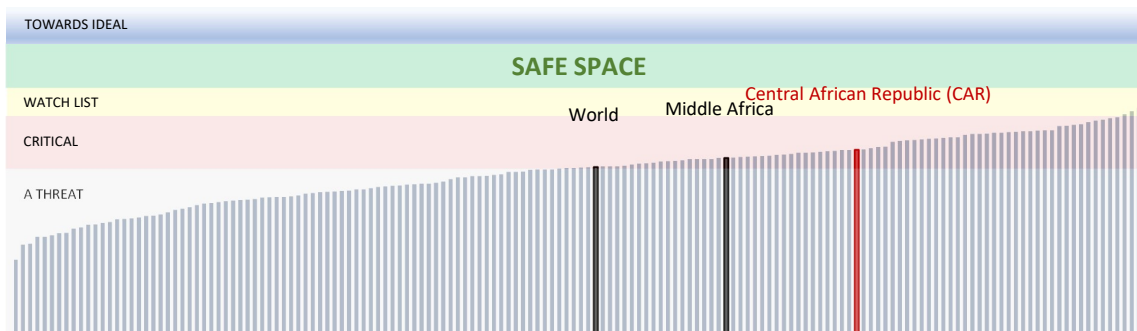 TOWARDS IDEAL
SAFE SPACE
WATCH LIST
Central African Republic (CAR)
World
Middle Africa
CRITICAL
A THREAT